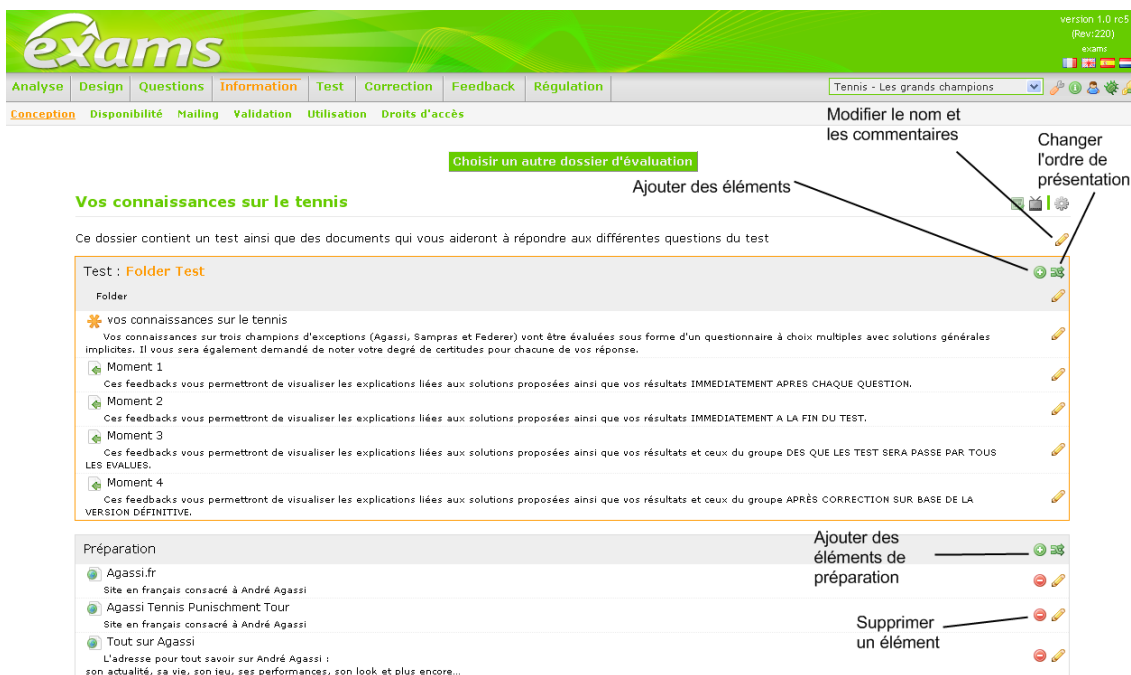 exams
version 1.0 rc5
(Rev:220)
exams
Analyse Design Questions Information Test Correction Feedback Régulation
Tennis - Les grands champions
Conception Disponibilité Mailing Validation Utilisation Droits d'accès
Modifier le nom et
les commentaires
Changer
l'ordre de
présentation
Choisir un autre dossier d'évaluation
Ajouter des éléments
Vos connaissances sur le tennis
Ce dossier contient un test ainsi que des documents qui vous aideront à répondre aux différentes questions du test
Test : Folder Test
Folder
vos connaissances sur le tennis
Vos connaissances sur trois champions d'exceptions (Agassi, Sampras et Federer) vont être évaluées sous forme d'un questionnaire à choix multiples avec solutions générales
implicites. Il vous sera également demandé de noter votre degré de certitudes pour chacune de vos réponse.
Moment 1
Ces feedbacks vous permettront de visualiser les explications liées aux solutions proposées ainsi que vos résultats IMMEDIATEMENT APRES CHAQUE QUESTION.
Moment 2
Ces feedbacks vous permettront de visualiser les explications liées aux solutions proposées ainsi que vos résultats IMMEDIATEMENT A LA FIN DU TEST.
Moment 3
Ces feedbacks vous permettront de visualiser les explications liées aux solutions proposées ainsi que vos résultats et ceux du groupe DES QUE LES TEST SERA PASSE PAR TOUS
LES EVALUES.
Moment 4
Ces feedbacks vous permettront de visualiser les explications liées aux solutions proposées ainsi que vos résultats et ceux du groupe APRÈS CORRECTION SUR BASE DE LA
VERSION DÉFINITIVE.
Préparation
Ajouter des
éléments de
préparation
Agassi.fr
Site en français consacré à André Agassi
Agassi Tennis Punischment Tour
Site en français consacré à André Agassi
Supprimer
un élément
Tout sur Agassi
L'adresse pour tout savoir sur André Agassi :
son actualité, sa vie, son jeu, ses performances, son look et plus encore...